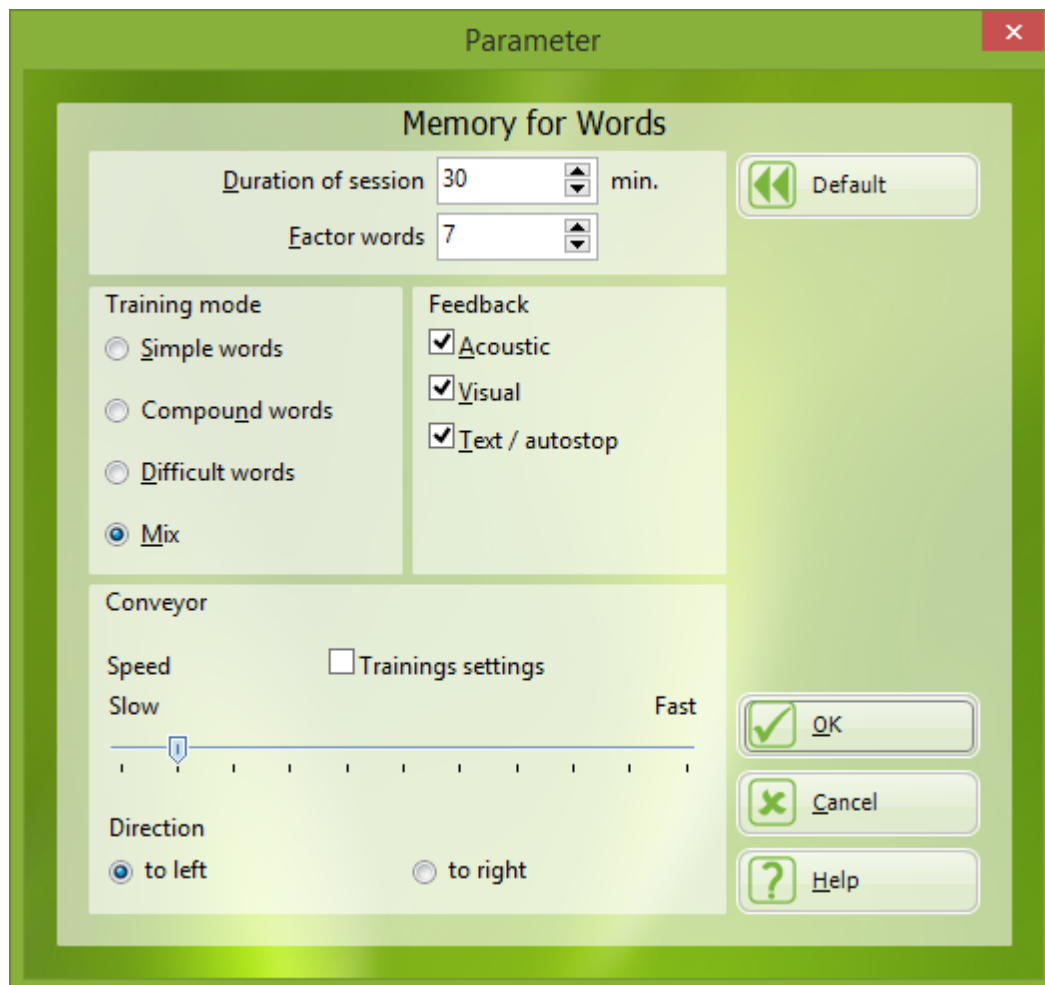 Parameter
Memory for Words
Duration of session 30 min.
Default
Factor words 7
Training mode
Simple words
Compound words
Difficult words
Mix
Feedback
Acoustic
Visual
Text / autostop
Conveyor
Speed Trainings settings
Slow Fast
Direction
to left to right
OK
Cancel
Help